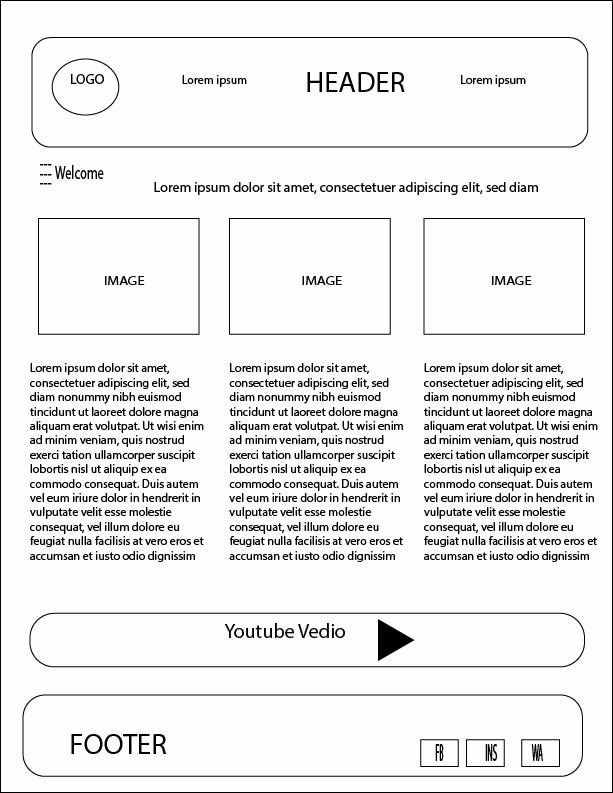 LOGO
Lorem ipsum
HEADER
Lorem ipsum
Welcome
Lorem ipsum dolor sit amet, consectetuer adipiscing elit, sed diam
IMAGE
IMAGE
IMAGE
Lorem ipsum dolor sit amet,
consectetuer adipiscing elit, sed
diam nonummy nibh euismod
tincidunt ut laoreet dolore magna
aliquam erat volutpat. Ut wisi enim
ad minim veniam, quis nostrud
exerci tation ullamcorper suscipit
lobortis nisl ut aliquip ex ea
commodo consequat. Duis autem
vel eum iriure dolor in hendrerit in
vulputate velit esse molestie
consequat, vel illum dolore eu
feugiat nulla facilisis at vero eros et
accumsan et iusto odio dignissim
Lorem ipsum dolor sit amet,
consectetuer adipiscing elit, sed
diam nonummy nibh euismod
tincidunt ut laoreet dolore magna
aliquam erat volutpat. Ut wisi enim
ad minim veniam, quis nostrud
exerci tation ullamcorper suscipit
lobortis nisl ut aliquip ex ea
commodo consequat. Duis autem
vel eum iriure dolor in hendrerit in
vulputate velit esse molestie
consequat, vel illum dolore eu
feugiat nulla facilisis at vero eros et
accumsan et iusto odio dignissim
Lorem ipsum dolor sit amet,
consectetuer adipiscing elit, sed
diam nonummy nibh euismod
tincidunt ut laoreet dolore magna
aliquam erat volutpat. Ut wisi enim
ad minim veniam, quis nostrud
exerci tation ullamcorper suscipit
lobortis nisl ut aliquip ex ea
commodo consequat. Duis autem
vel eum iriure dolor in hendrerit in
vulputate velit esse molestie
consequat, vel illum dolore eu
feugiat nulla facilisis at vero eros et
accumsan et iusto odio dignissim
Youtube Vedio
FOOTER
FB
INS
WA